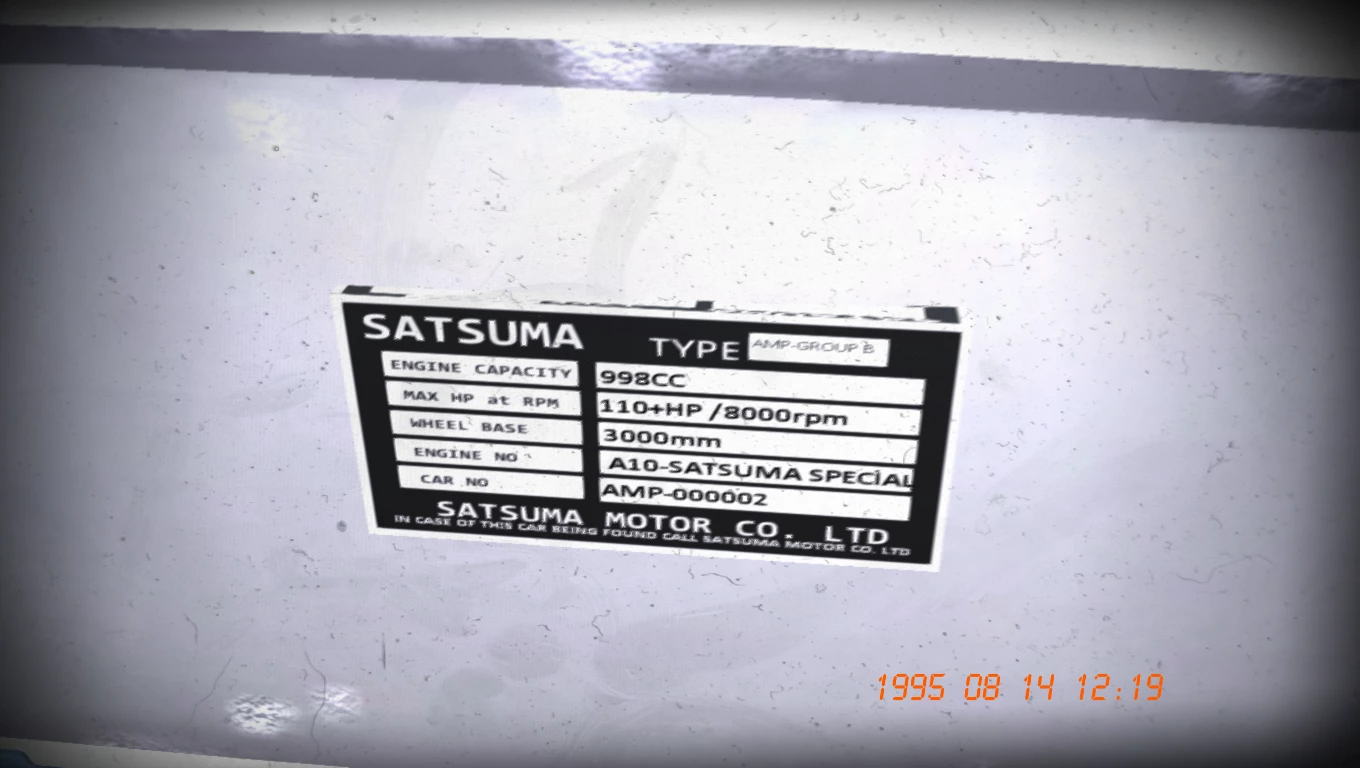 SATSUMA TYPE AMP-GROUP B
ENGINE CAPACITY 998CC
MAX HP at RPM 110+HP /8000rpm
WHEEL BASE 3000mm
ENGINE NO A10-SATSUMA SPECIAL
CAR NO AMP-000002
SATSUMA MOTOR CO. LTD
IN CASE OF THIS CAR BEING FOUND CALL SATSUMA MOTOR CO. LTD
1995 08 14 12:19